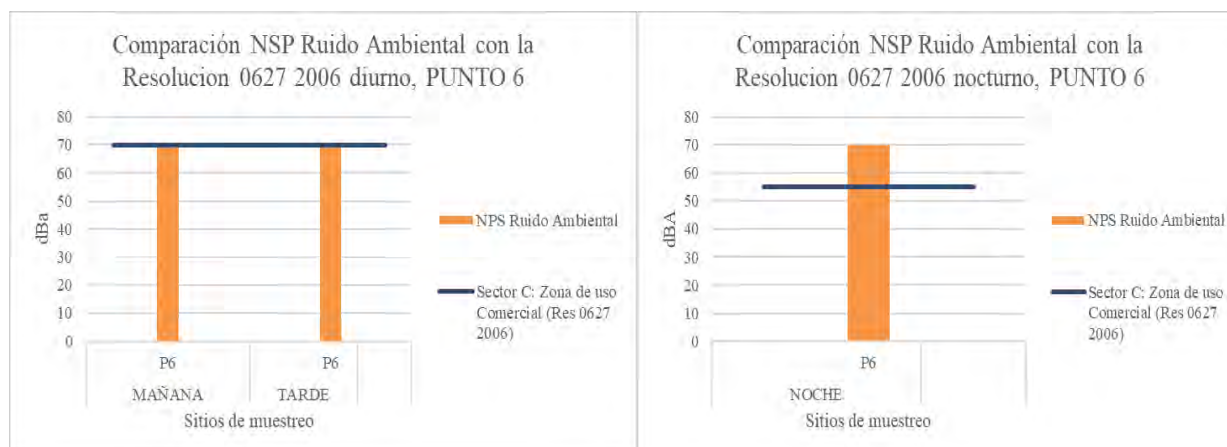 Comparación NSP Ruido Ambiental con la
Resolucion 0627 2006 diurno, PUNTO 6
80
70
60
50
40
30
20
10
0
dBa
P6
P6
MAÑANA
TARDE
Sitios de muestreo
NPS Ruido Ambiental
Sector C: Zona de uso
Comercial (Res 0627
2006)
Comparación NSP Ruido Ambiental con la
Resolucion 0627 2006 nocturno, PUNTO 6
80
70
60
50
40
30
20
10
0
dBA
P6
NOCHE
Sitios de muestreo
NPS Ruido Ambiental
Sector C: Zona de uso
Comercial (Res 0627
2006)